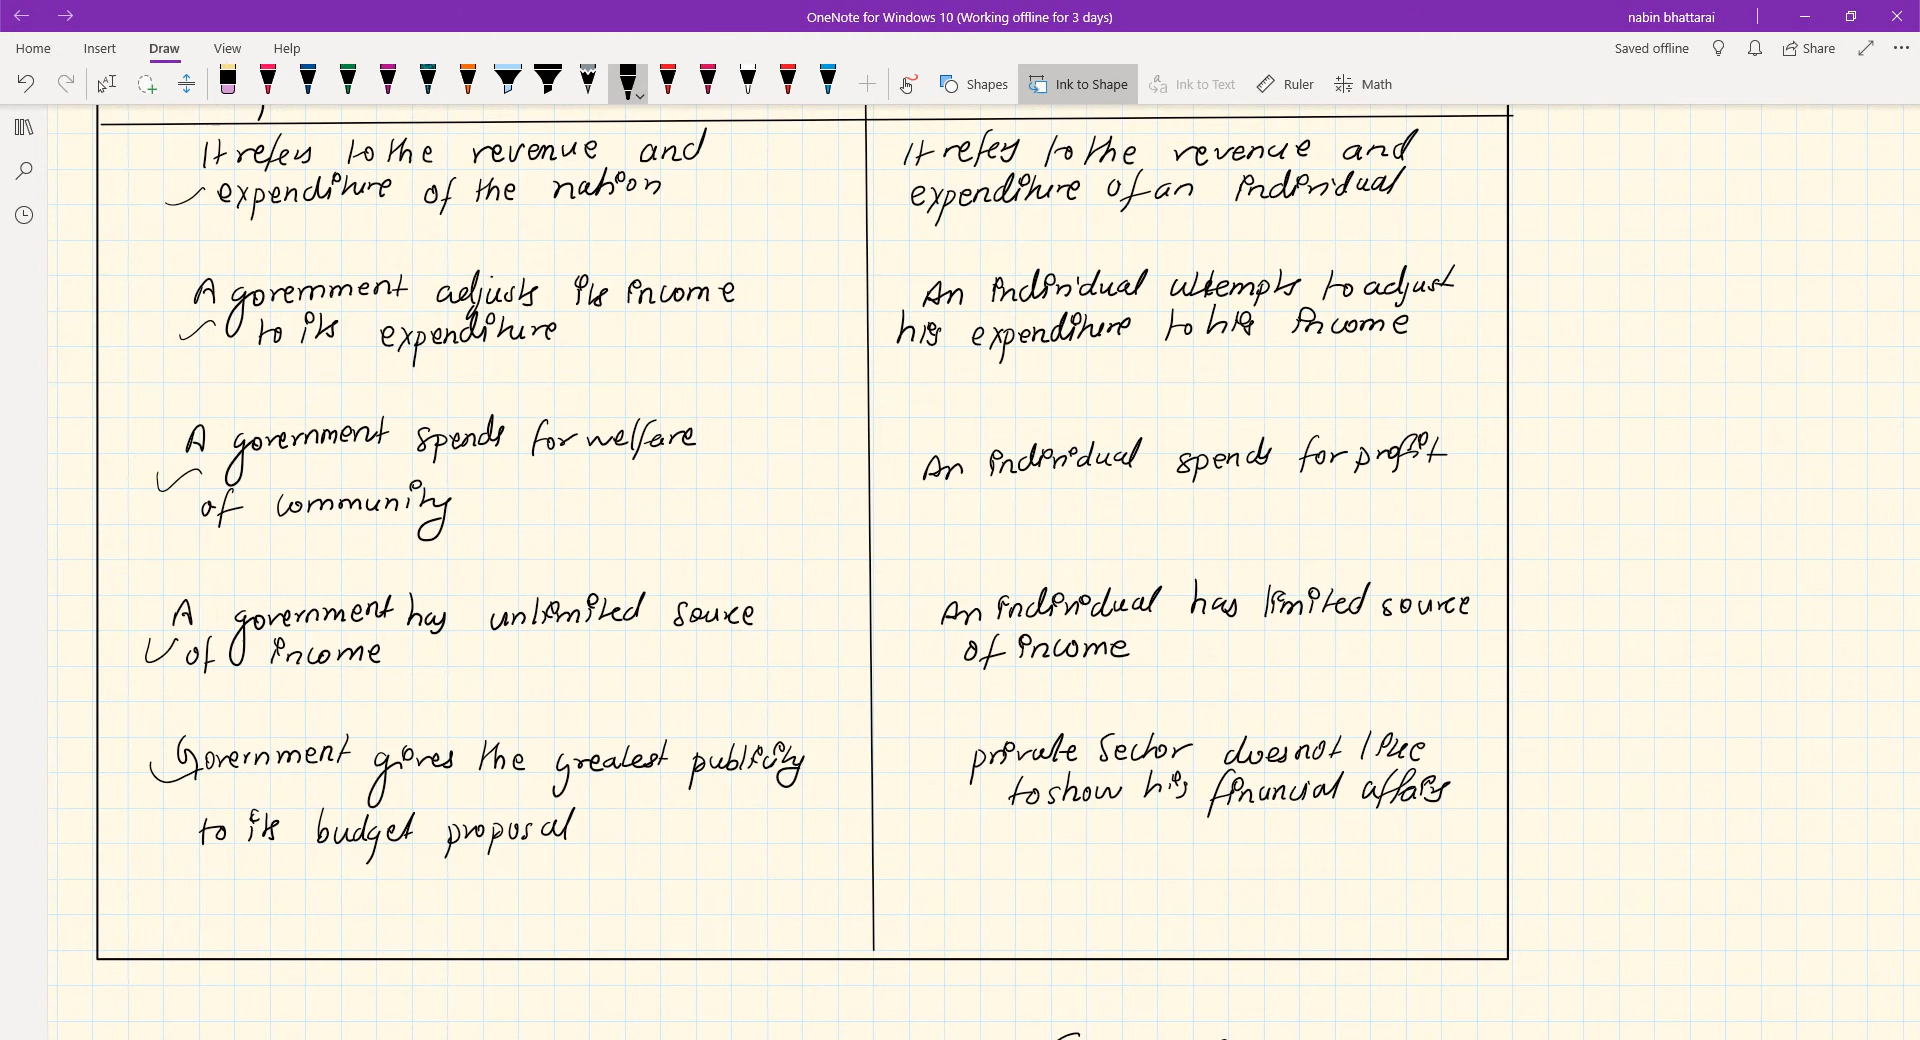 OneNote for Windows 10 (Working offline for 3 days)
nabin bhattarai
Home Insert Draw View Help
Saved offline
Share
Shapes
Ink to Shape
Ink to Text
Ruler
Math
It refers to the revenue and
expenditure of the nation
A government adjusts its income
to its expenditure
A government spends for welfare
of community
A government has unlimited source
of income
Government gives the greatest publicity
to its budget proposal
It refers to the revenue and
expenditure of an individual
An individual attempts to adjust
his expenditure to his income
An individual spends for profit
An individual has limited source
of income
private sector does not like
to show his financial affairs